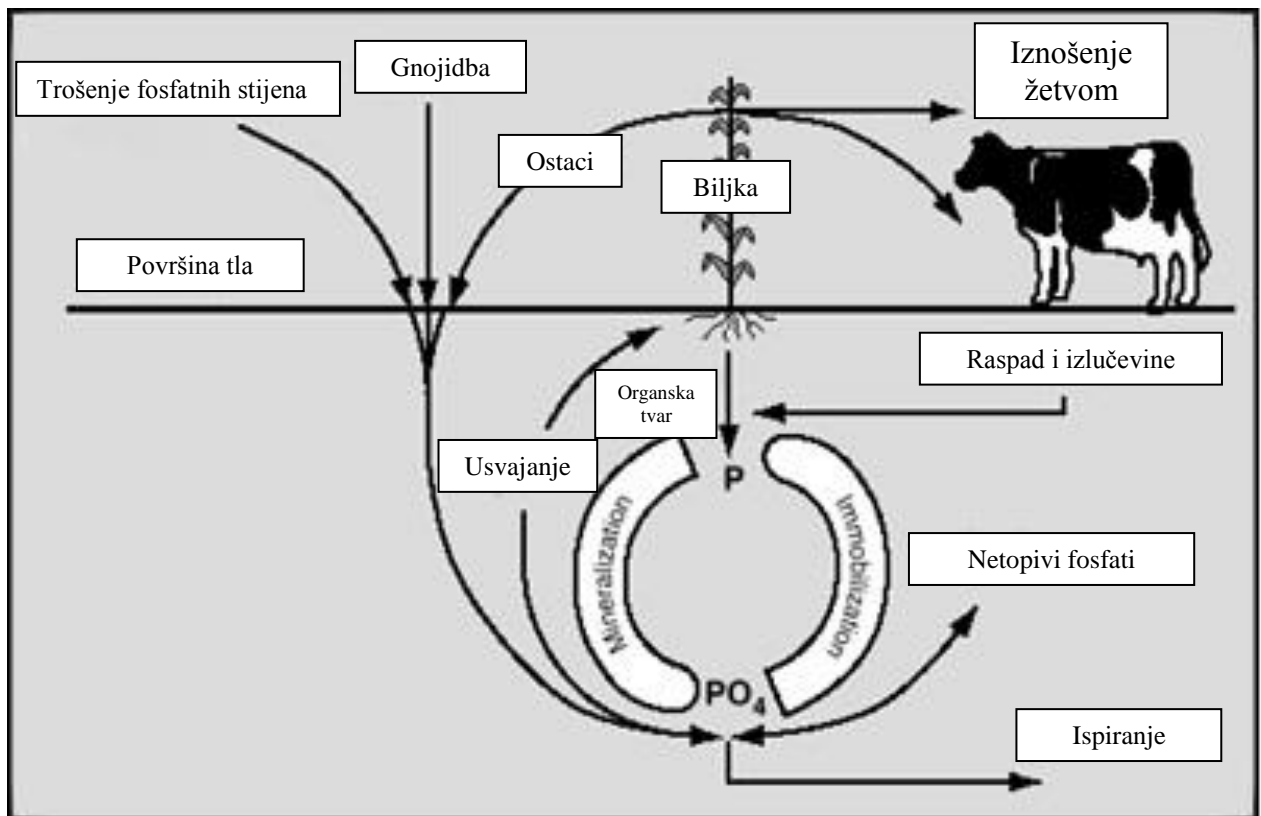 Iznošenje
žetvom
Gnojidba
Trošenje fosfatnih stijena
Ostaci
Biljka
Površina tla
Raspad i izlučevine
Organska
tvar
Usvajanje
P
Mineralization
Immobilization
Netopivi fosfati
PO₄
Ispiranje